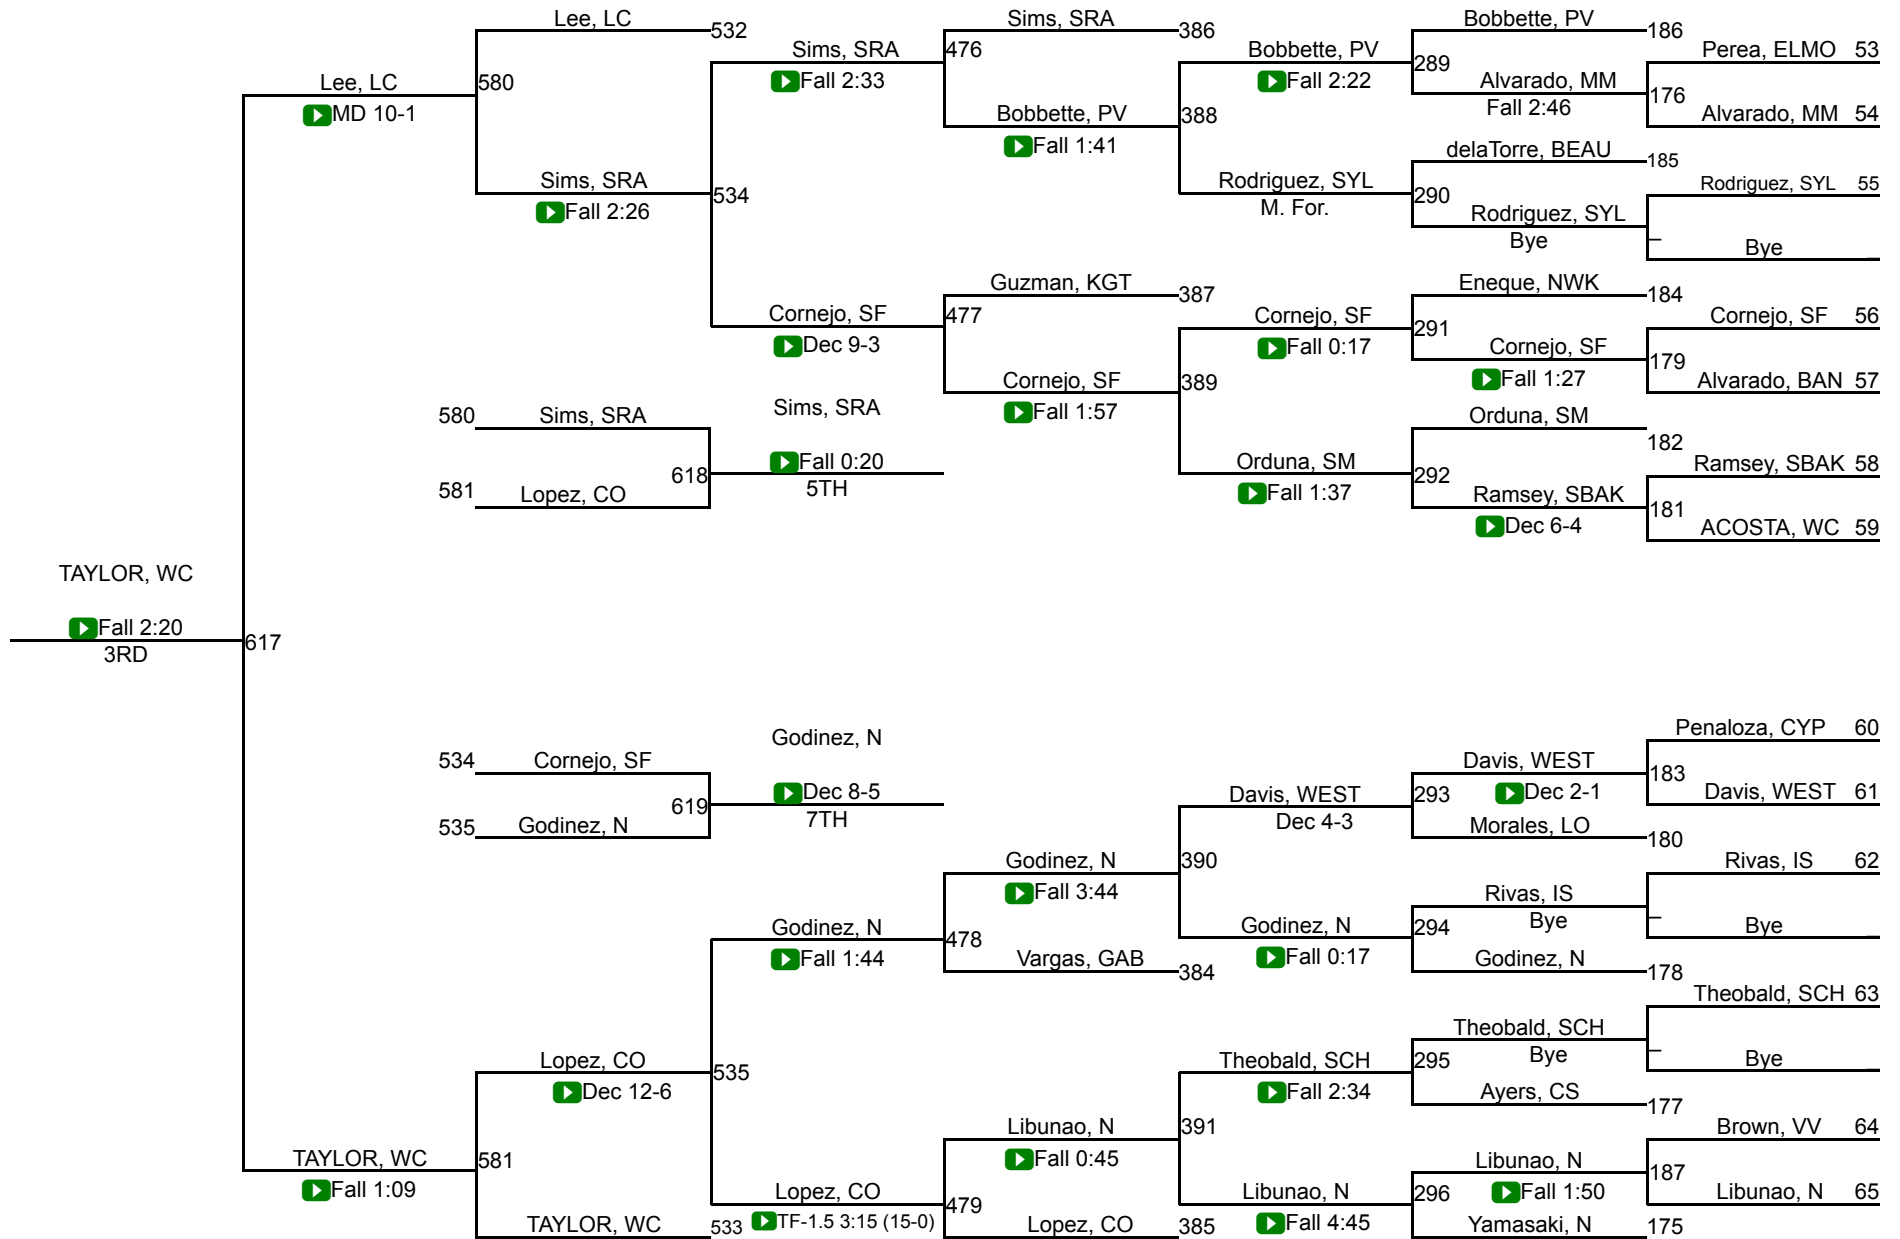 Lee, LC
532
Sims, SRA
386
Bobbette, PV
186
Sims, SRA
476
Bobbette, PV
289
Perea, ELMO 53
Lee, LC
580
Fall 2:33
Fall 2:22
Alvarado, MM
176
MD 10-1
Bobbette, PV
388
Fall 2:46
Alvarado, MM 54
Fall 1:41
delaTorre, BEAU
185
Sims, SRA
534
Rodriguez, SYL
290
Rodriguez, SYL 55
Fall 2:26
M. For.
Rodriguez, SYL
Bye
Bye
Guzman, KGT
387
Eneque, NWK
184
Cornejo, SF
477
Cornejo, SF
291
Cornejo, SF 56
Dec 9-3
Fall 0:17
Cornejo, SF
179
Cornejo, SF
389
Fall 1:27
Alvarado, BAN 57
580
Sims, SRA
Sims, SRA
Fall 1:57
Orduna, SM
182
618
Fall 0:20
Orduna, SM
292
Ramsey, SBAK 58
581
Lopez, CO
5TH
Fall 1:37
Ramsey, SBAK
181
Dec 6-4
ACOSTA, WC 59
TAYLOR, WC
Fall 2:20
617
3RD
Godinez, N
Penaloza, CYP 60
534
Cornejo, SF
Davis, WEST
183
619
Dec 8-5
Davis, WEST
293
Dec 2-1
Davis, WEST 61
535
Godinez, N
7TH
Dec 4-3
Morales, LO
180
Godinez, N
390
Rivas, IS 62
Fall 3:44
Rivas, IS
Godinez, N
478
Godinez, N
294
Bye
Bye
Fall 1:44
Vargas, GAB
384
Fall 0:17
Godinez, N
178
Theobald, SCH 63
Lopez, CO
535
Theobald, SCH
295
Theobald, SCH
Bye
Bye
Dec 12-6
Fall 2:34
Ayers, CS
177
Libunao, N
391
Brown, VV 64
TAYLOR, WC
581
Fall 0:45
Libunao, N
187
Fall 1:09
Lopez, CO
479
Libunao, N
296
Fall 1:50
Libunao, N 65
TAYLOR, WC
533
TF-1.5 3:15 (15-0)
Lopez, CO
385
Fall 4:45
Yamasaki, N
175